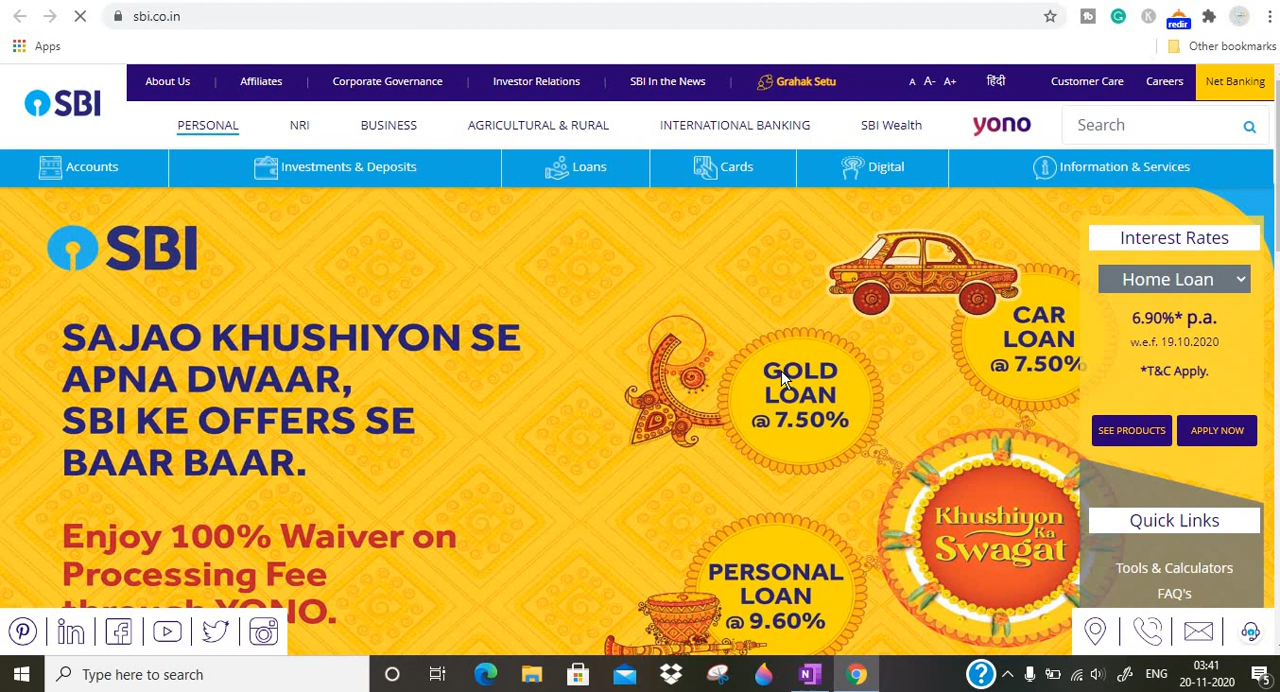 sbi.co.in
redir
Apps
Other bookmarks
SBI
About Us
Affiliates
Corporate Governance
Investor Relations
SBI In the News
Grahak Setu
A A- A+
हिंदी
Customer Care
Careers
Net Banking
PERSONAL
NRI
BUSINESS
AGRICULTURAL & RURAL
INTERNATIONAL BANKING
SBI Wealth
yono
Search
Accounts
Investments & Deposits
Loans
Cards
Digital
Information & Services
SBI
SAJAO KHUSHIYON SE
APNA DWAAR,
SBI KE OFFERS SE
BAAR BAAR.
Enjoy 100% Waiver on
Processing Fee
through YONO.
GOLD
LOAN
@ 7.50%
CAR
LOAN
@ 7.50%
PERSONAL
LOAN
@ 9.60%
Khushiyon
Ka
Swagat
Interest Rates
Home Loan
6.90%* p.a.
w.e.f. 19.10.2020
*T&C Apply.
SEE PRODUCTS
APPLY NOW
Quick Links
Tools & Calculators
FAQ's
Type here to search
ENG
03:41
20-11-2020
5